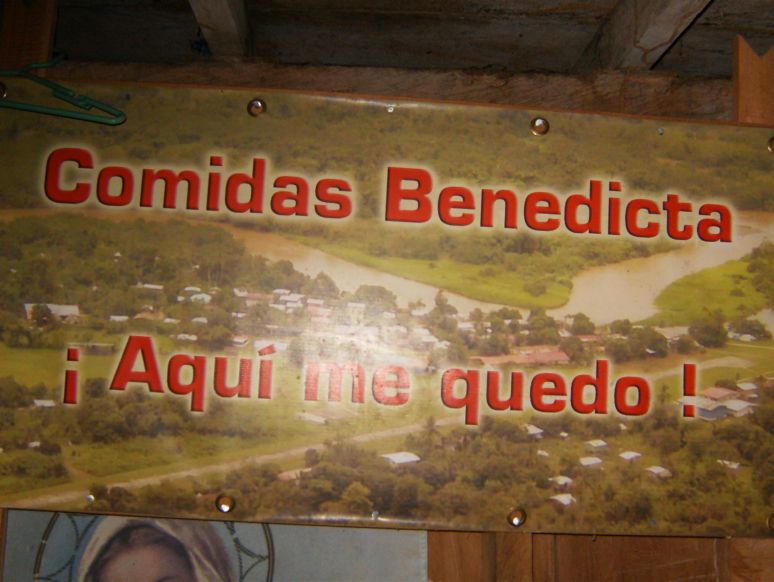 Comidas Benedicta
¡ Aquí me quedo !